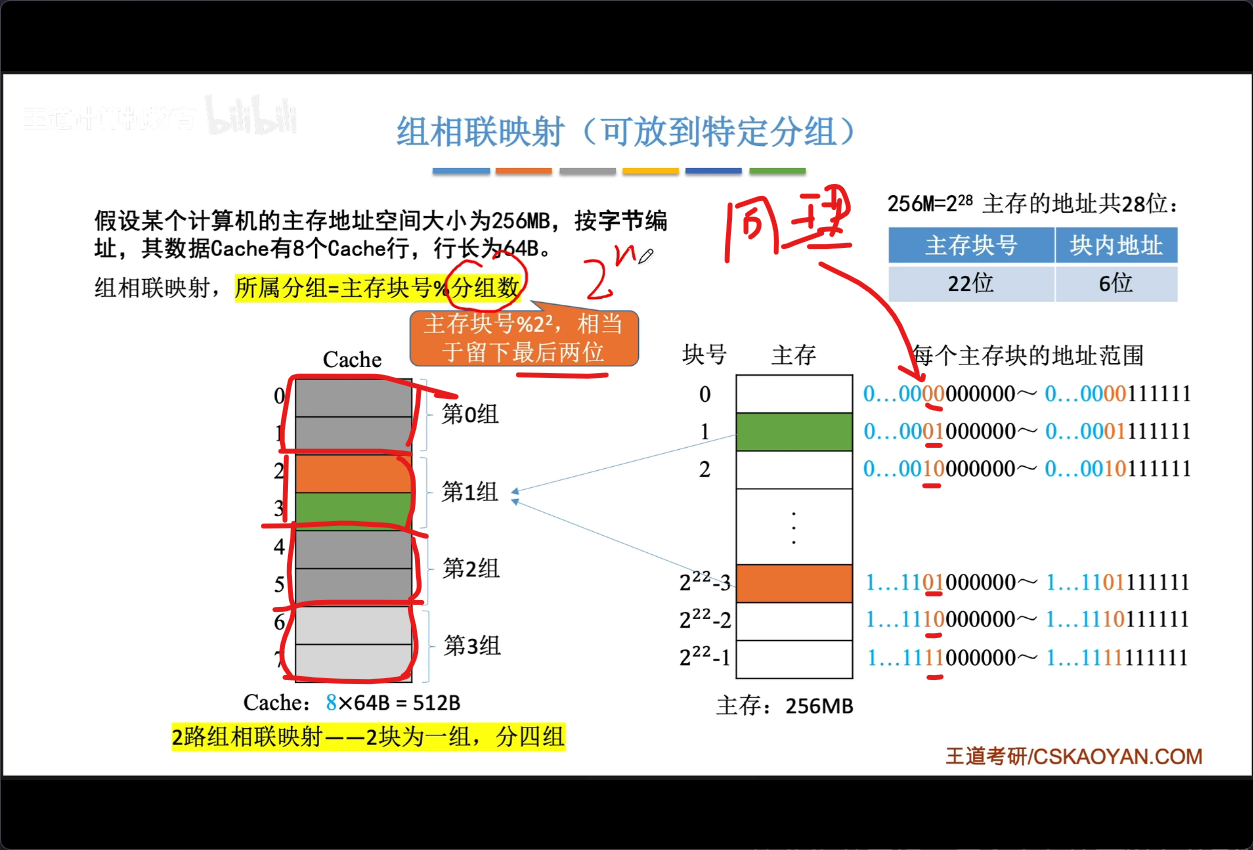 王道计算机教育 bilibili
组相联映射（可放到特定分组）
假设某个计算机的主存地址空间大小为256MB，按字节编
址，其数据Cache有8个Cache行，行长为64B。
组相联映射，所属分组=主存块号%分组数
2ⁿ
同理
主存块号%2²，相当
于留下最后两位
256M=2²⁸ 主存的地址共28位：
主存块号 块内地址
22位 6位
Cache
0
1
2
3
4
5
6
7
第0组
第1组
第2组
第3组
Cache：8×64B = 512B
2路组相联映射——2块为一组，分四组
块号 主存 每个主存块的地址范围
0 0…0000000000～ 0…0000111111
1 0…0001000000～ 0…0001111111
2 0…0010000000～ 0…0010111111
⋮
2²²-3 1…1101000000～ 1…1101111111
2²²-2 1…1110000000～ 1…1110111111
2²²-1 1…1111000000～ 1…1111111111
主存：256MB
王道考研/CSKAOYAN.COM